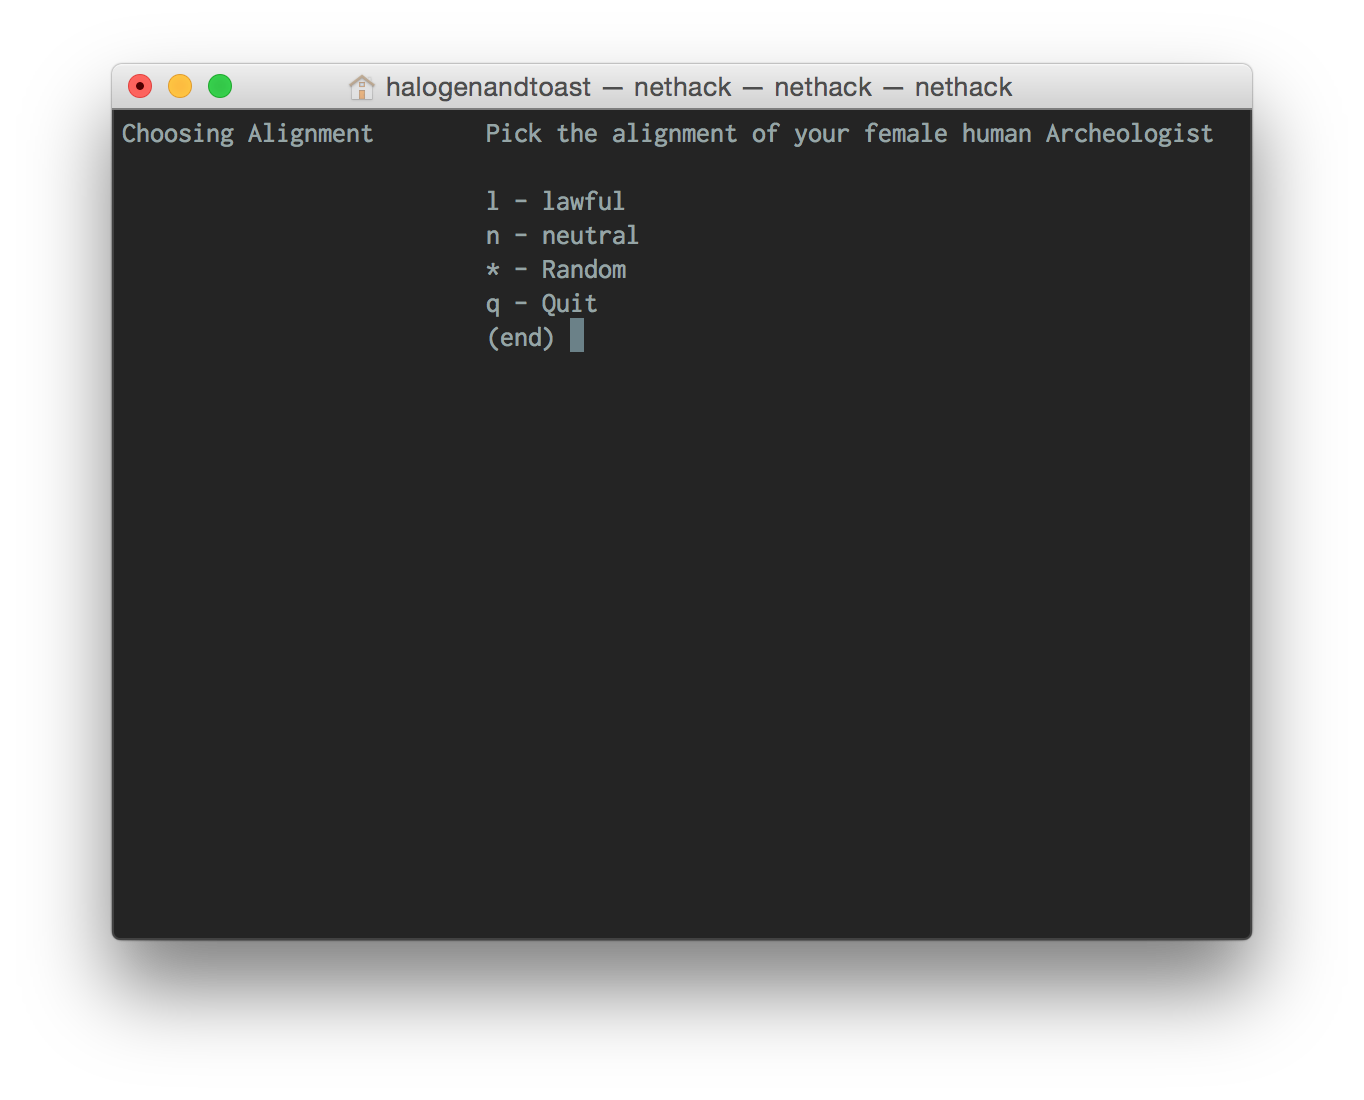 halogenandtoast — nethack — nethack — nethack
Choosing Alignment Pick the alignment of your female human Archeologist
l - lawful
n - neutral
* - Random
q - Quit
(end)